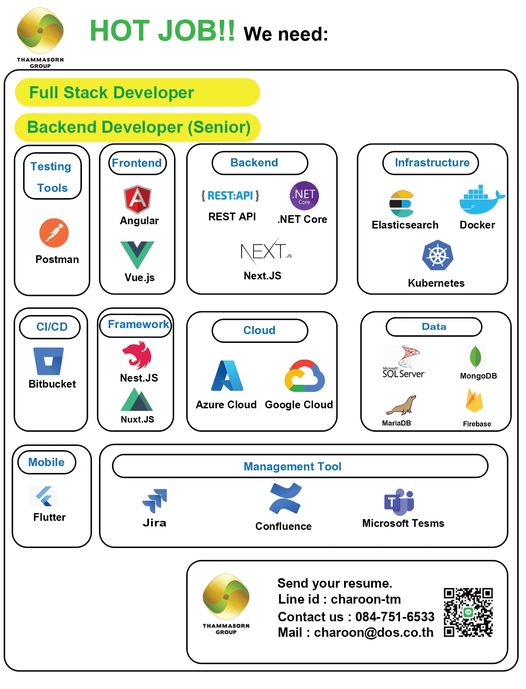 THAMMASORN
GROUP
HOT JOB!! We need:
Full Stack Developer
Backend Developer (Senior)
Testing
Tools
Postman
Frontend
Angular
Vue.js
Backend
{ REST:API }
REST API
.NET
Core
.NET Core
NEXT.JS
Next.JS
Infrastructure
Elasticsearch
Docker
Kubernetes
CI/CD
Bitbucket
Framework
Nest.JS
Nuxt.JS
Cloud
Azure Cloud
Google Cloud
Data
Microsoft
SQL Server
MongoDB
MariaDB
Firebase
Mobile
Flutter
Management Tool
Jira
Confluence
Microsoft Tesms
THAMMASORN
GROUP
Send your resume.
Line id : charoon-tm
Contact us : 084-751-6533
Mail : charoon@dos.co.th